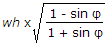 wh x √((1 - sin φ)/(1 + sin φ))